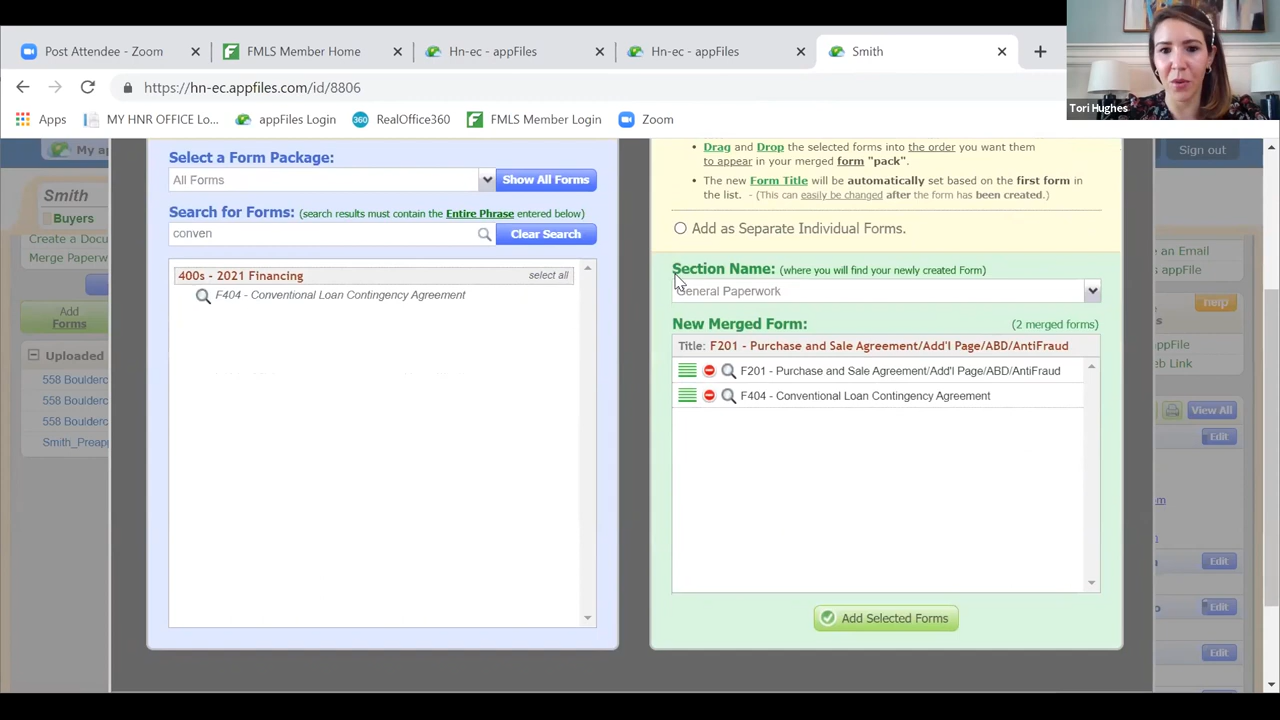 Post Attendee - Zoom
FMLS Member Home
Hn-ec - appFiles
Hn-ec - appFiles
Smith
Tori Hughes
https://hn-ec.appfiles.com/id/8806
Apps
MY HNR OFFICE Lo...
appFiles Login
RealOffice360
FMLS Member Login
Zoom
My a
Sign out
Smith
Buyers
Create a Docu
Merge Paperw
Add
Forms
Uploaded
558 Boulderc
558 Boulderc
558 Boulderc
Smith_Preapp
Select a Form Package:
All Forms
Show All Forms
Search for Forms: (search results must contain the Entire Phrase entered below)
conven
Clear Search
400s - 2021 Financing
select all
F404 - Conventional Loan Contingency Agreement
Drag and Drop the selected forms into the order you want them
to appear in your merged form "pack".
The new Form Title will be automatically set based on the first form in
the list. - (This can easily be changed after the form has been created.)
Add as Separate Individual Forms.
Section Name: (where you will find your newly created Form)
General Paperwork
New Merged Form:
(2 merged forms)
Title: F201 - Purchase and Sale Agreement/Add'l Page/ABD/AntiFraud
F201 - Purchase and Sale Agreement/Add'l Page/ABD/AntiFraud
F404 - Conventional Loan Contingency Agreement
Add Selected Forms
an Email
appFile
help
appFile
Web Link
View All
Edit
Edit
Edit
Edit